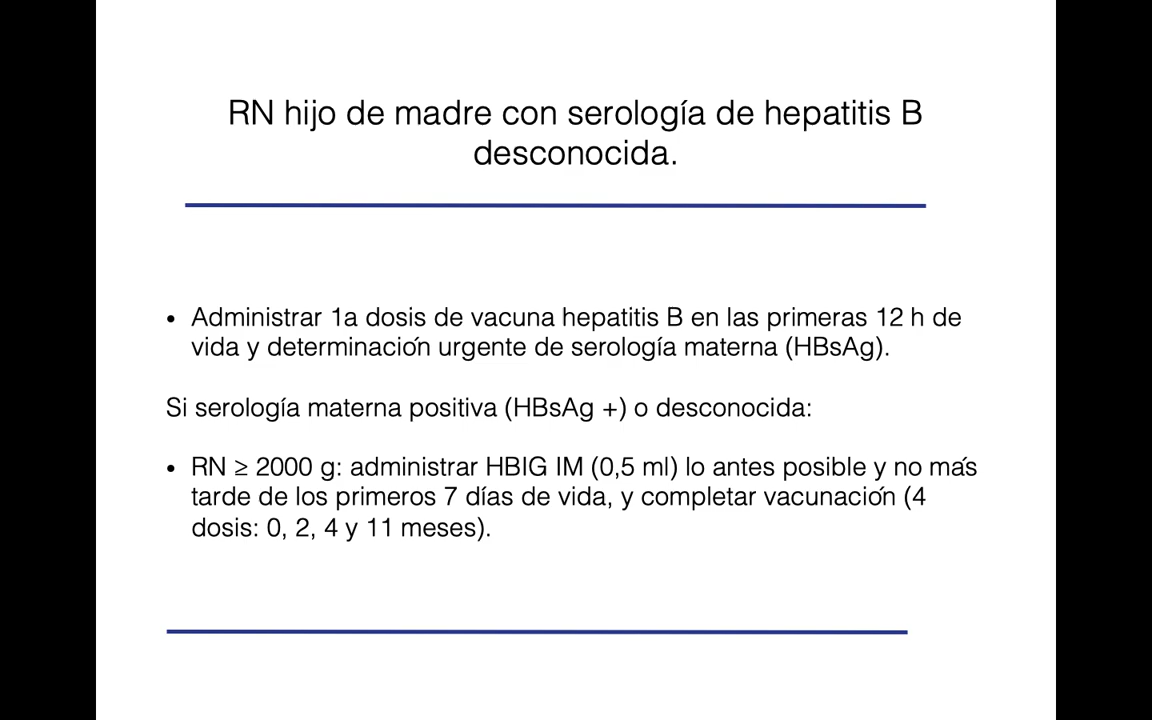 RN hijo de madre con serología de hepatitis B
desconocida.
• Administrar 1a dosis de vacuna hepatitis B en las primeras 12 h de
vida y determinación urgente de serología materna (HBsAg).
Si serología materna positiva (HBsAg +) o desconocida:
• RN ≥ 2000 g: administrar HBIG IM (0,5 ml) lo antes posible y no más
tarde de los primeros 7 días de vida, y completar vacunación (4
dosis: 0, 2, 4 y 11 meses).